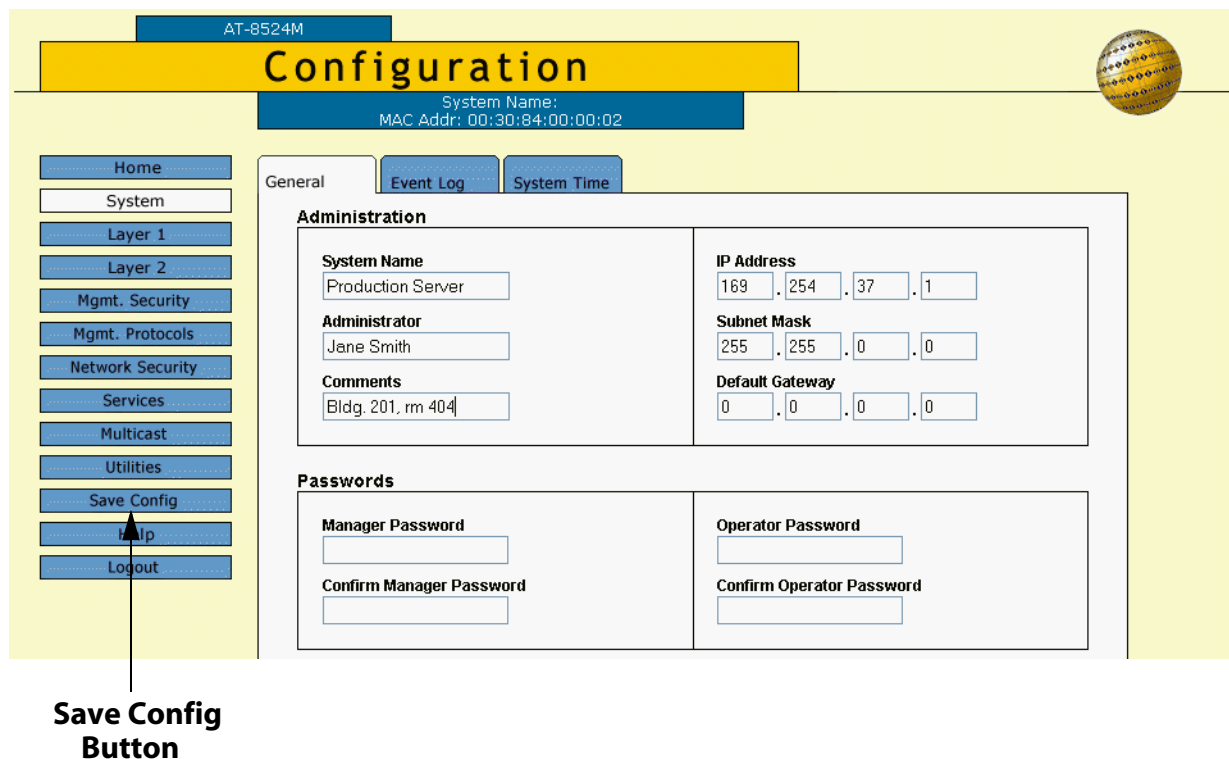 AT-8524M
Configuration
System Name:
MAC Addr: 00:30:84:00:00:02
Home
System
Layer 1
Layer 2
Mgmt. Security
Mgmt. Protocols
Network Security
Services
Multicast
Utilities
Save Config
Help
Logout
General
Event Log
System Time
Administration
System Name
Production Server
Administrator
Jane Smith
Comments
Bldg. 201, rm 404
IP Address
169 . 254 . 37 . 1
Subnet Mask
255 . 255 . 0 . 0
Default Gateway
0 . 0 . 0 . 0
Passwords
Manager Password
Confirm Manager Password
Operator Password
Confirm Operator Password
Save Config
Button